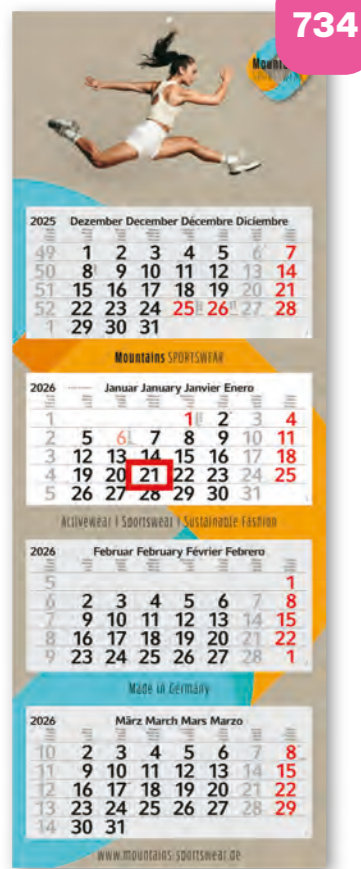 734
Mountains
SPORTSWEAR
2025 Dezember December Décembre Diciembre
49 1 2 3 4 5 6 7
50 8 9 10 11 12 13 14
51 15 16 17 18 19 20 21
52 22 23 24 25 26 27 28
1 29 30 31
Mountains SPORTSWEAR
2026 Januar January Janvier Enero
1 1 2 3 4
2 5 6 7 8 9 10 11
3 12 13 14 15 16 17 18
4 19 20 21 22 23 24 25
5 26 27 28 29 30 31
Activewear | Sportswear | Sustainable Fashion
2026 Februar February Février Febrero
5 1
6 2 3 4 5 6 7 8
7 9 10 11 12 13 14 15
8 16 17 18 19 20 21 22
9 23 24 25 26 27 28 1
Made in Germany
2026 März March Mars Marzo
10 2 3 4 5 6 7 8
11 9 10 11 12 13 14 15
12 16 17 18 19 20 21 22
13 23 24 25 26 27 28 29
14 30 31
www.mountains-sportswear.de